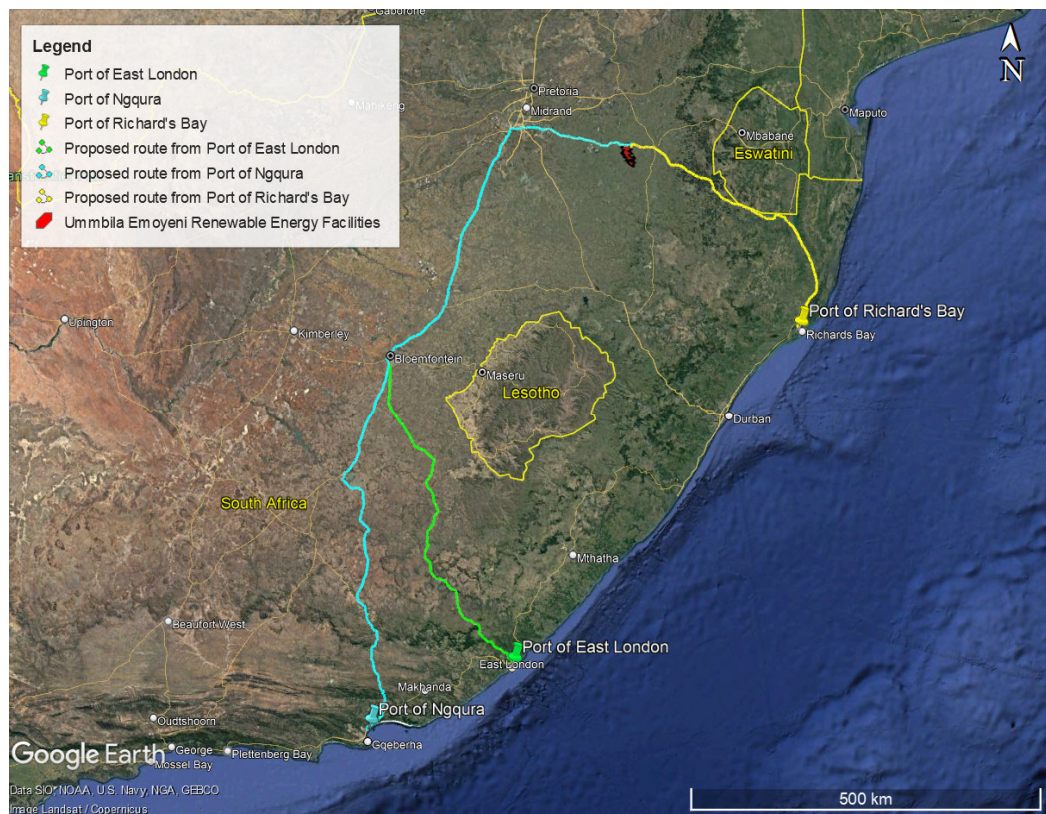 Gaborone
Legend
Port of East London
Port of Ngqura
Port of Richard's Bay
Proposed route from Port of East London
Proposed route from Port of Ngqura
Proposed route from Port of Richard's Bay
Ummbila Emoyeni Renewable Energy Facilities
N
Pretoria
Midrand
Mahikeng
Maputo
Mbabane
Eswatini
Port of Richard's Bay
Richards Bay
Upington
Kimberley
Bloemfontein
Maseru
Lesotho
Durban
South Africa
Mthatha
Beaufort West
Port of East London
East London
Makhanda
Port of Ngqura
Oudtshoorn
Gqeberha
George
Plettenberg Bay
Mossel Bay
Google Earth
Data SIO, NOAA, U.S. Navy, NGA, GEBCO
Image Landsat / Copernicus
500 km